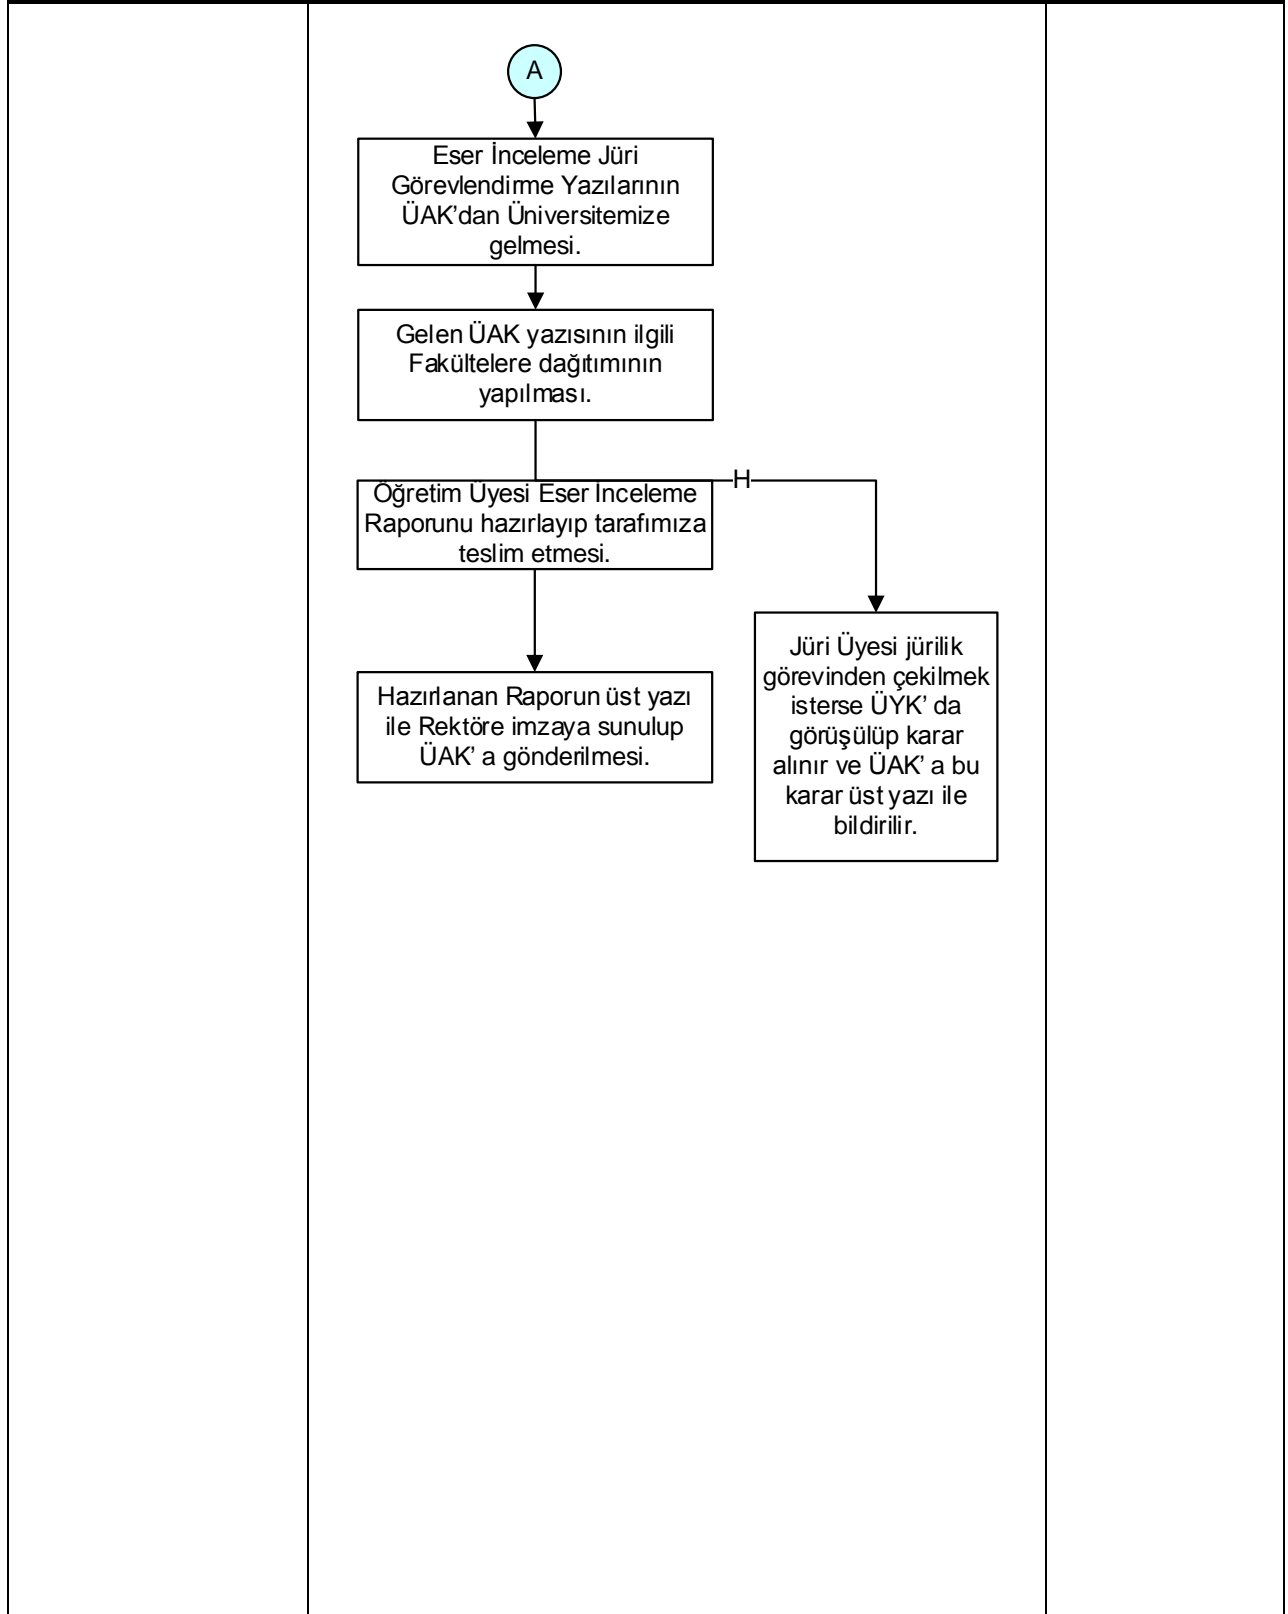 A
Eser İnceleme Jüri
Görevlendirme Yazılarının
ÜAK’dan Üniversitemize
gelmesi.
Gelen ÜAK yazısının ilgili
Fakültelere dağıtımının
yapılması.
H
Öğretim Üyesi Eser İnceleme
Raporunu hazırlayıp tarafımıza
teslim etmesi.
Jüri Üyesi jürilik
görevinden çekilmek
isterse ÜYK’ da
görüşülüp karar
alınır ve ÜAK’ a bu
karar üst yazı ile
bildirilir.
Hazırlanan Raporun üst yazı
ile Rektöre imzaya sunulup
ÜAK’ a gönderilmesi.